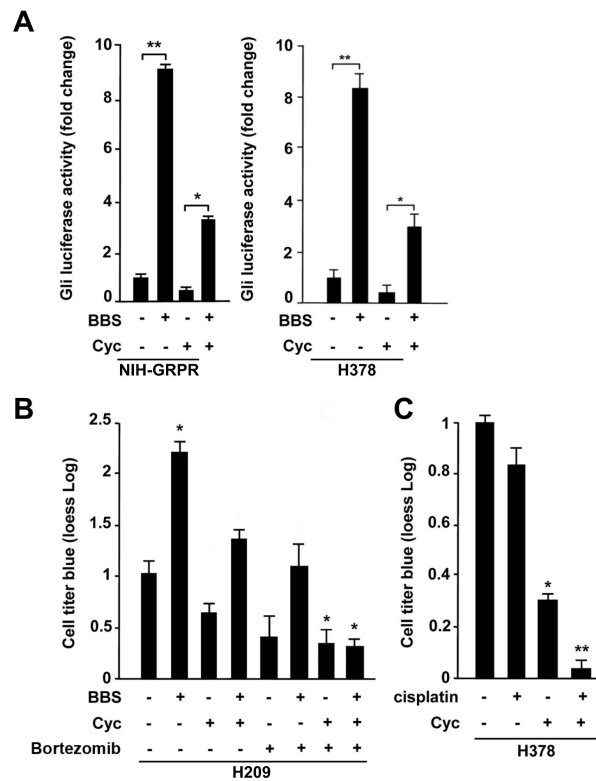 A
Gli luciferase activity (fold change)
10
8
6
4
2
0
**
*
BBS - + - +
Cyc - - + +
NIH-GRPR
Gli luciferase activity (fold change)
10
8
6
4
2
0
**
*
BBS - + - +
Cyc - - + +
H378
B
Cell titer blue (loess Log)
2.5
2
1.5
1
0.5
0
*
*
*
BBS - + - + - + - +
Cyc - - + + - - + +
Bortezomib - - - - + + + +
H209
C
Cell titer blue (loess Log)
1
0.8
0.6
0.4
0.2
0
*
**
cisplatin - + - +
Cyc - - + +
H378